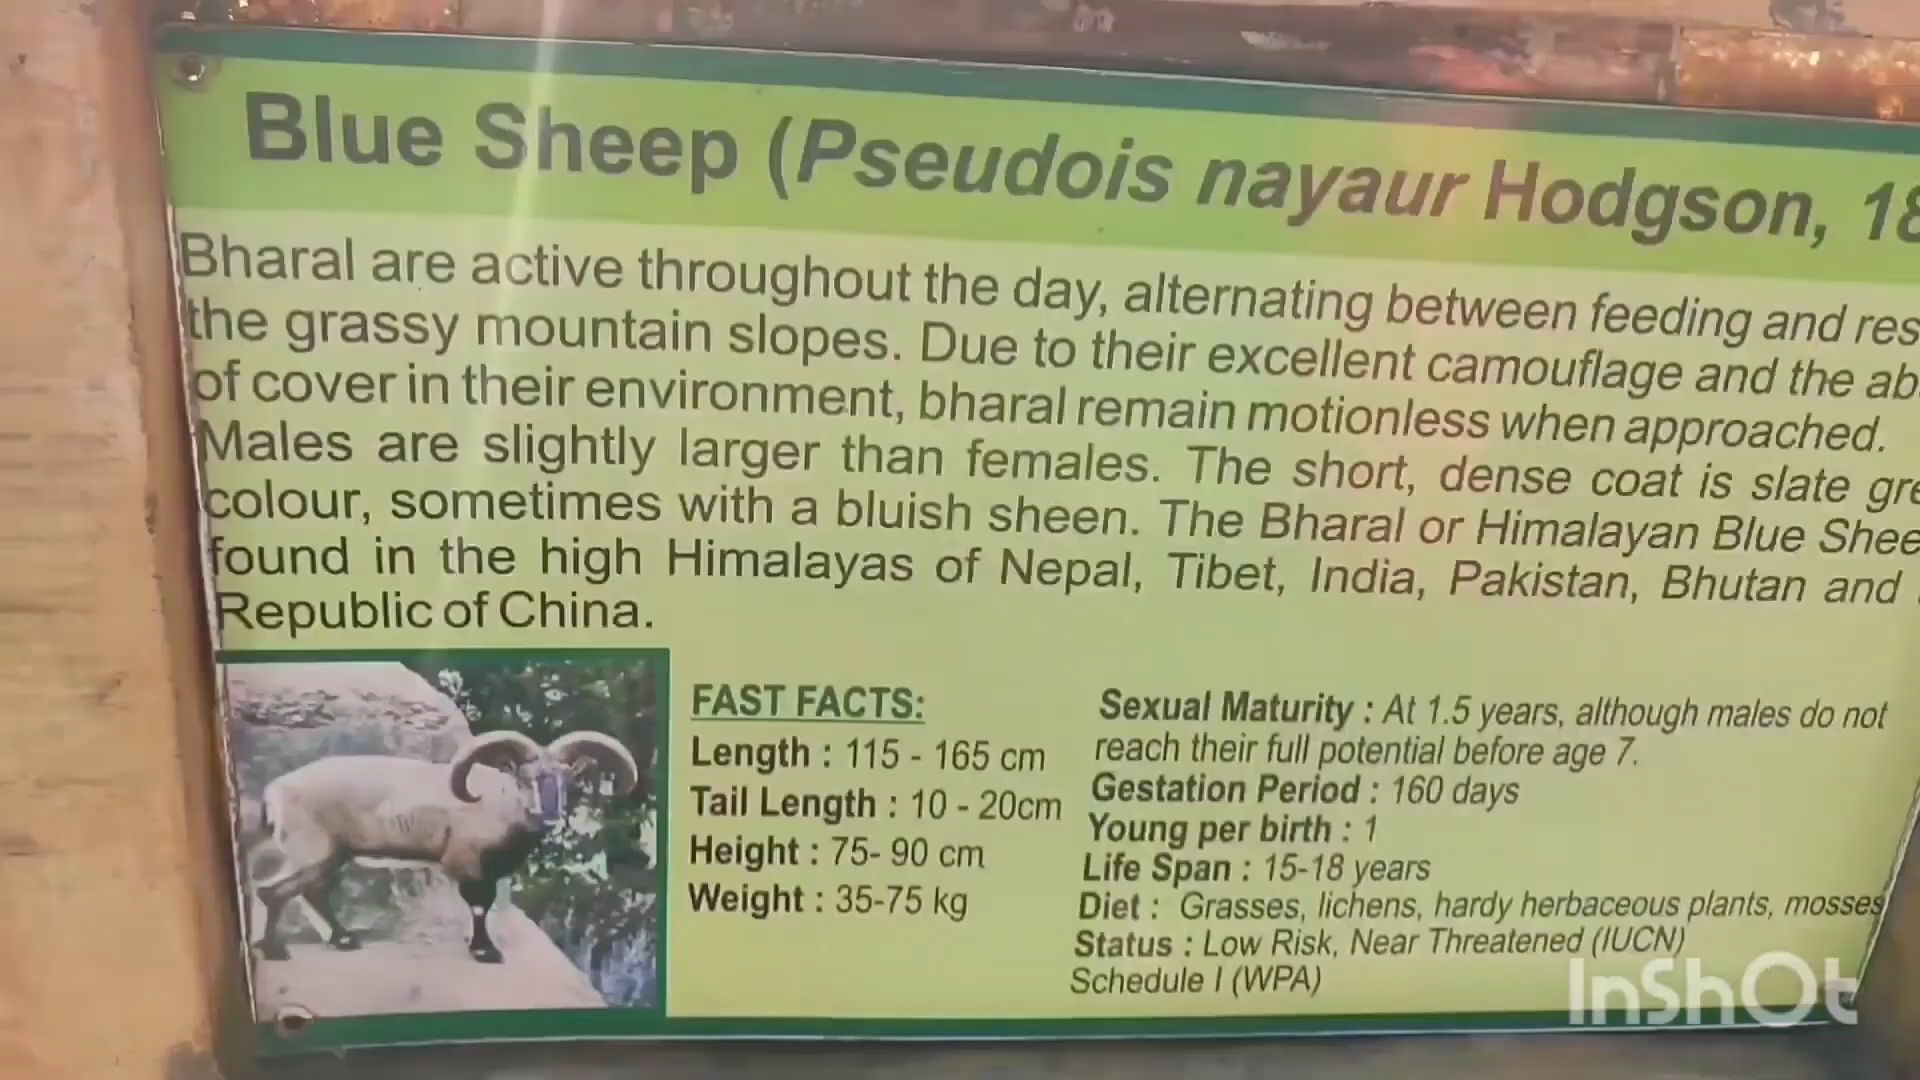 Blue Sheep (Pseudois nayaur Hodgson, 18
Bharal are active throughout the day, alternating between feeding and res
the grassy mountain slopes. Due to their excellent camouflage and the ab
of cover in their environment, bharal remain motionless when approached.
Males are slightly larger than females. The short, dense coat is slate gre
colour, sometimes with a bluish sheen. The Bharal or Himalayan Blue Shee
found in the high Himalayas of Nepal, Tibet, India, Pakistan, Bhutan and
Republic of China.
FAST FACTS:
Length : 115 - 165 cm
Tail Length : 10 - 20cm
Height : 75- 90 cm
Weight : 35-75 kg
Sexual Maturity : At 1.5 years, although males do not
reach their full potential before age 7.
Gestation Period : 160 days
Young per birth : 1
Life Span : 15-18 years
Diet : Grasses, lichens, hardy herbaceous plants, mosses
Status : Low Risk, Near Threatened (IUCN)
Schedule I (WPA)
InShOt